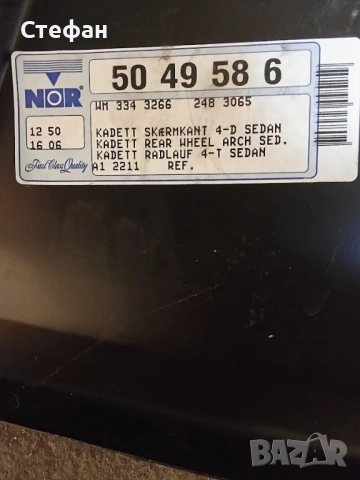 Стефан
NOR
50 49 58 6
WM 334 3266 248 3065
12 50
16 06
KADETT SKÆRMKANT 4-D SEDAN
KADETT REAR WHEEL ARCH SED.
KADETT RADLAUF 4-T SEDAN
First Class Quality
A1 2211 REF.
BAZAR